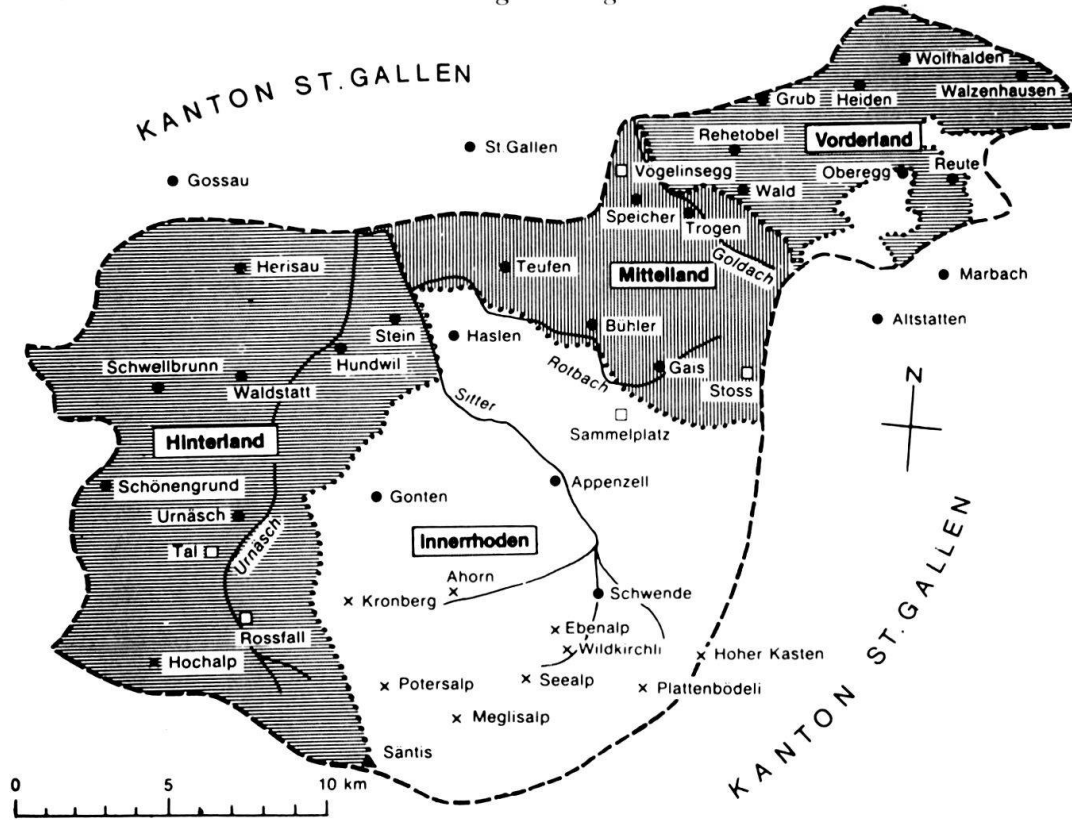 KANTON ST.GALLEN
Wolfhalden
Walzenhausen
Grub
Heiden
Rehetobel
Vorderland
St Gallen
Vögelinsegg
Oberegg
Reute
Gossau
Wald
Speicher
Trogen
Goldach
Herisau
Teufen
Mittelland
Marbach
Stein
Haslen
Bühler
Altstatten
Schwellbrunn
Hundwil
Waldstatt
Rotbach
Gais
Stoss
N
Sitter
Sammelplatz
Hinterland
Schönengrund
Gonten
Appenzell
Urnäsch
Urnäsch
Innerrhoden
Tal
Ahorn
Kronberg
Schwende
Rossfall
Ebenalp
Wildkirchli
Hoher Kasten
KANTON ST.GALLEN
Hochalp
Potersalp
Seealp
Plattenbödeli
Meglisalp
Säntis
0 5 10 km